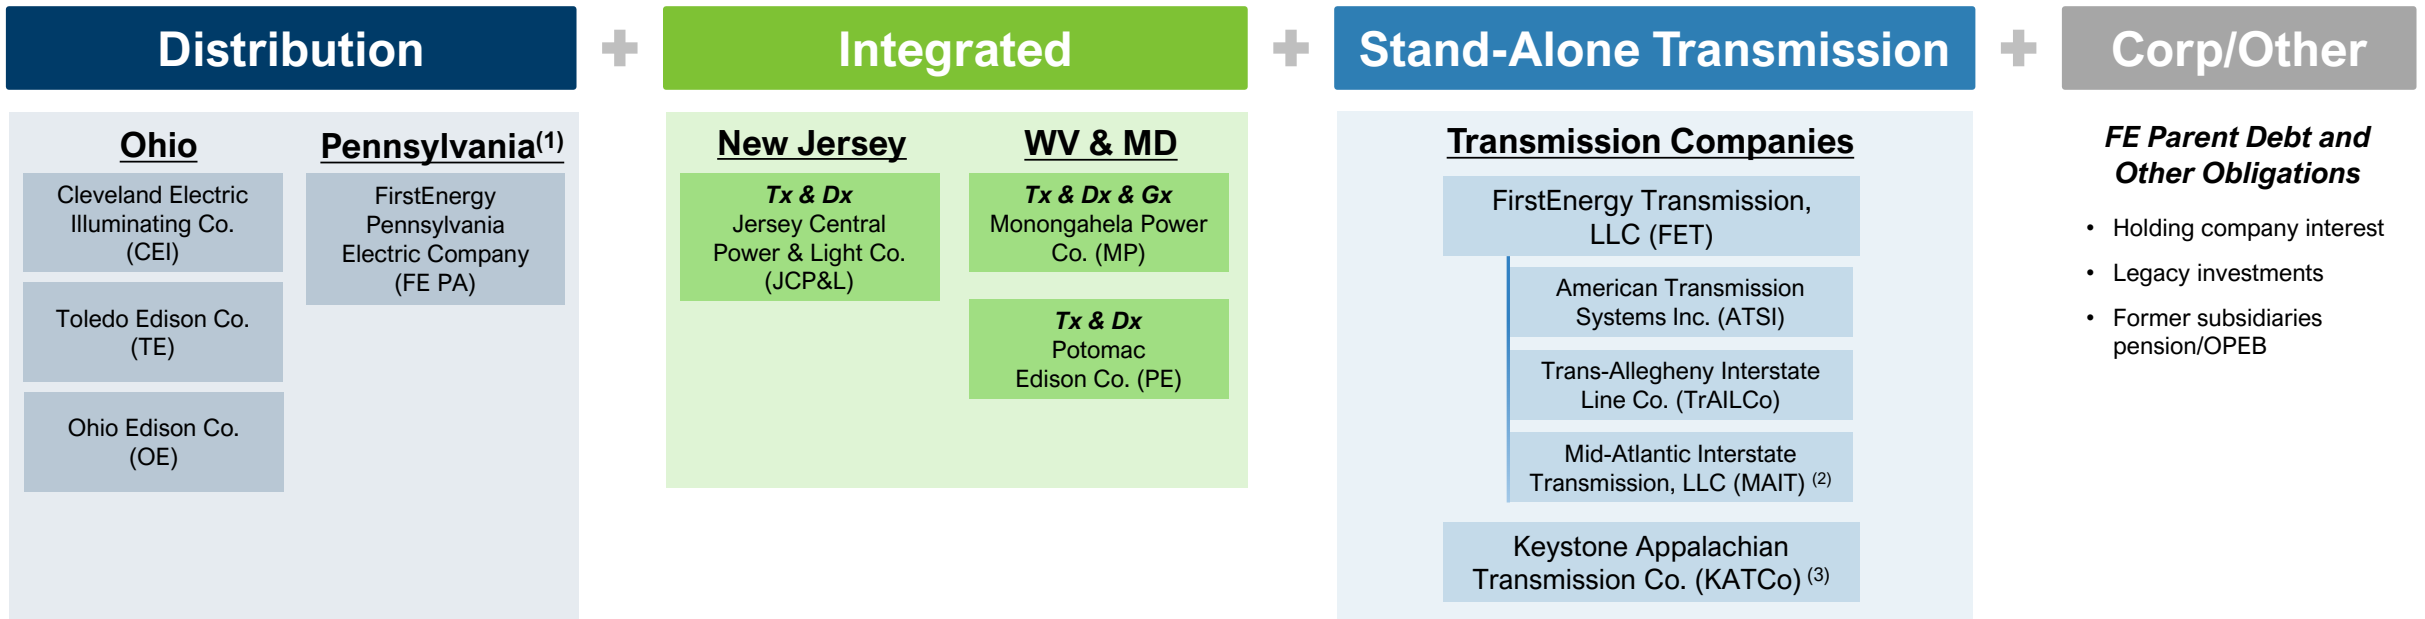 Distribution
Ohio
Cleveland Electric
Illuminating Co.
(CEI)
Toledo Edison Co.
(TE)
Ohio Edison Co.
(OE)
Pennsylvania(1)
FirstEnergy
Pennsylvania
Electric Company
(FE PA)
Integrated
New Jersey
Tx & Dx
Jersey Central
Power & Light Co.
(JCP&L)
WV & MD
Tx & Dx & Gx
Monongahela Power
Co. (MP)
Tx & Dx
Potomac
Edison Co. (PE)
Stand-Alone Transmission
Transmission Companies
FirstEnergy Transmission,
LLC (FET)
American Transmission
Systems Inc. (ATSI)
Trans-Allegheny Interstate
Line Co. (TrAILCo)
Mid-Atlantic Interstate
Transmission, LLC (MAIT) (2)
Keystone Appalachian
Transmission Co. (KATCo) (3)
Corp/Other
FE Parent Debt and
Other Obligations
• Holding company interest
• Legacy investments
• Former subsidiaries
pension/OPEB